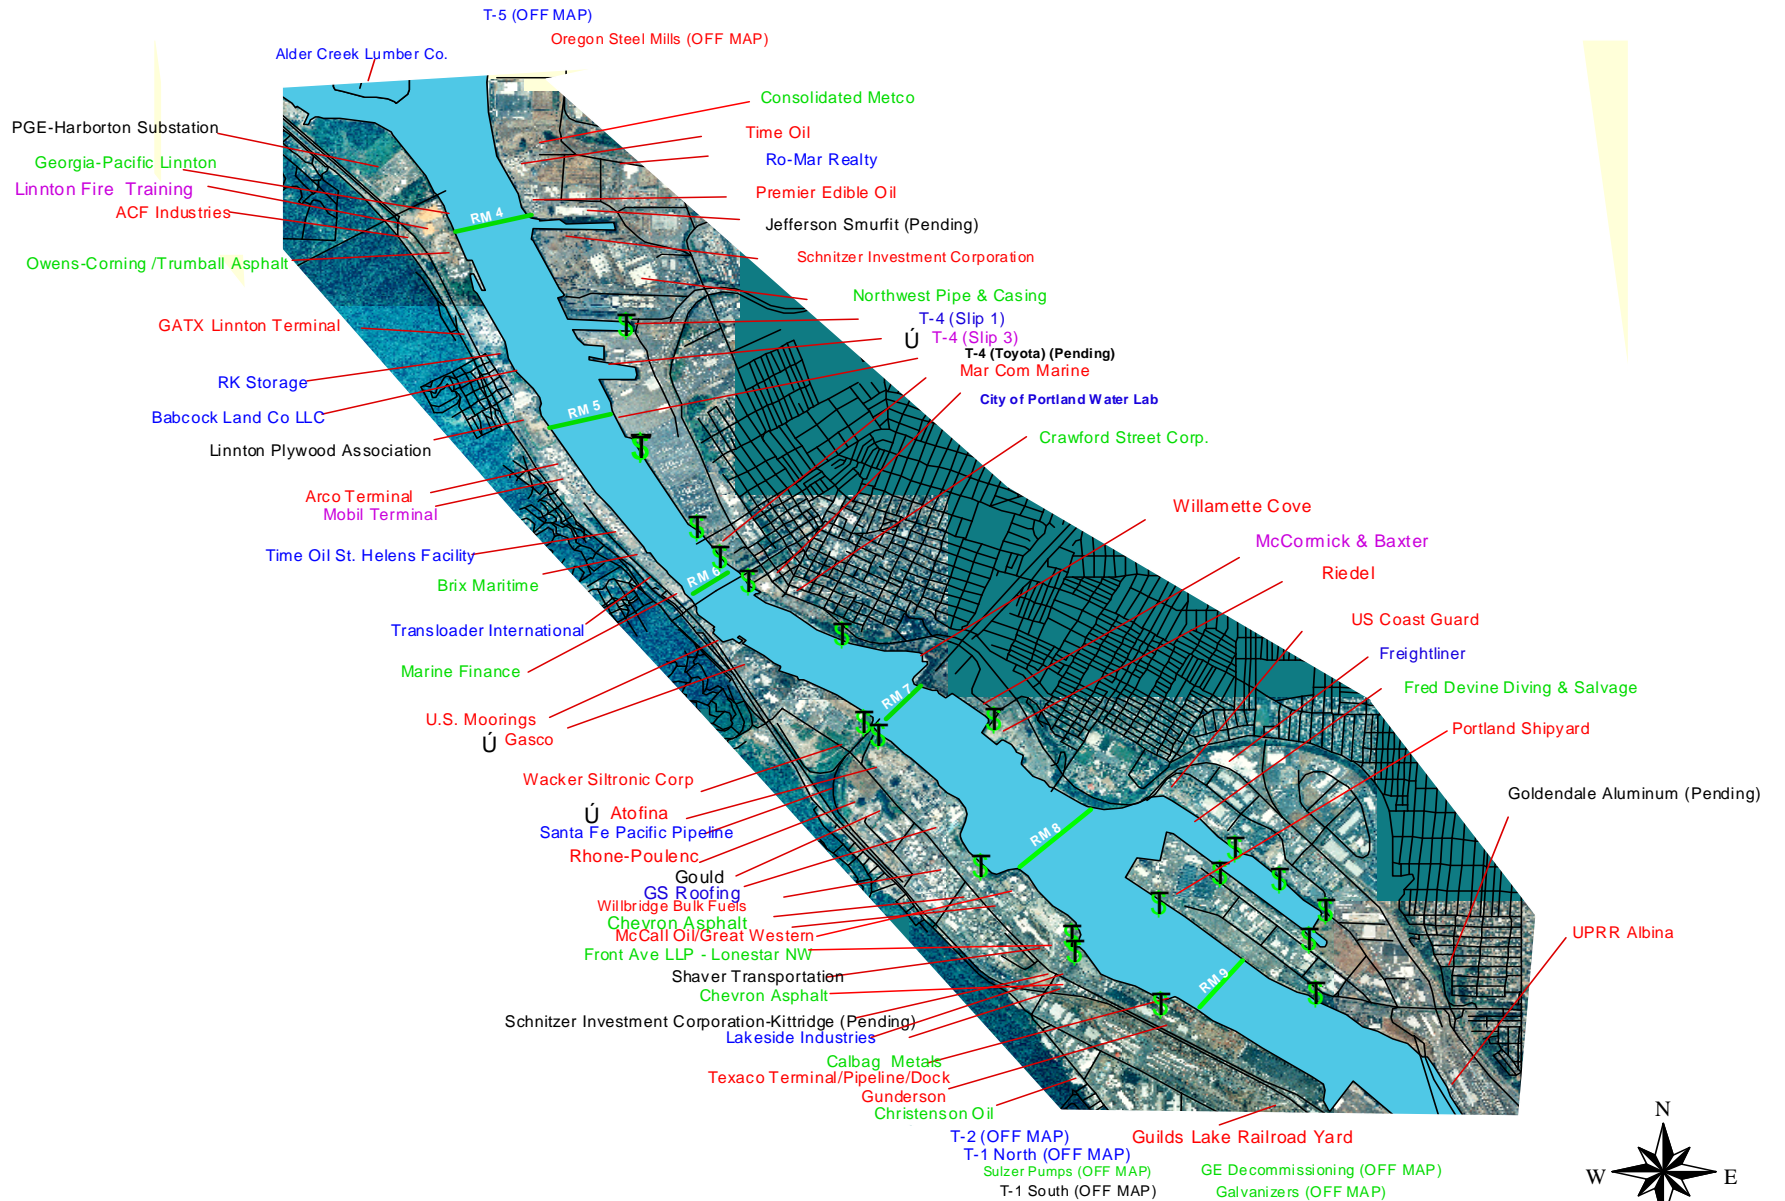 T-5 (OFF MAP)
Oregon Steel Mills (OFF MAP)
Alder Creek Lumber Co.
Consolidated Metco
PGE-Harborton Substation
Time Oil
Georgia-Pacific Linnton
Ro-Mar Realty
Linnton Fire Training
Premier Edible Oil
ACF Industries
RM 4
Jefferson Smurfit (Pending)
Owens-Corning /Trumball Asphalt
Schnitzer Investment Corporation
Northwest Pipe & Casing
GATX Linnton Terminal
T-4 (Slip 1)
Ú T-4 (Slip 3)
T-4 (Toyota) (Pending)
Mar Com Marine
RK Storage
City of Portland Water Lab
Babcock Land Co LLC
RM 5
Crawford Street Corp.
Linnton Plywood Association
Arco Terminal
Mobil Terminal
Willamette Cove
McCormick & Baxter
Time Oil St. Helens Facility
Riedel
Brix Maritime
RM 6
US Coast Guard
Transloader International
Freightliner
Marine Finance
Fred Devine Diving & Salvage
RM 7
U.S. Moorings
Portland Shipyard
Ú Gasco
Wacker Siltronic Corp
Goldendale Aluminum (Pending)
Ú Atofina
Santa Fe Pacific Pipeline
RM 8
Rhone-Poulenc
Gould
GS Roofing
Willbridge Bulk Fuels
Chevron Asphalt
McCall Oil/Great Western
UPRR Albina
Front Ave LLP - Lonestar NW
Shaver Transportation
RM 9
Chevron Asphalt
Schnitzer Investment Corporation-Kittridge (Pending)
Lakeside Industries
Calbag Metals
Texaco Terminal/Pipeline/Dock
Gunderson
Christenson Oil
T-2 (OFF MAP)
Guilds Lake Railroad Yard
T-1 North (OFF MAP)
Sulzer Pumps (OFF MAP)
GE Decommissioning (OFF MAP)
T-1 South (OFF MAP)
Galvanizers (OFF MAP)
N
W
E